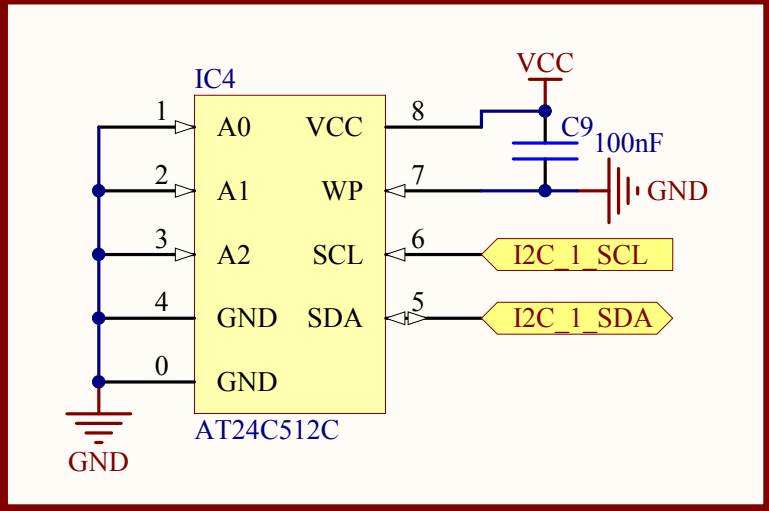 IC4
VCC
1 A0 VCC 8
C9
100nF
2 A1 WP 7
GND
3 A2 SCL 6 I2C_1_SCL
4 GND SDA 5 I2C_1_SDA
0 GND
AT24C512C
GND